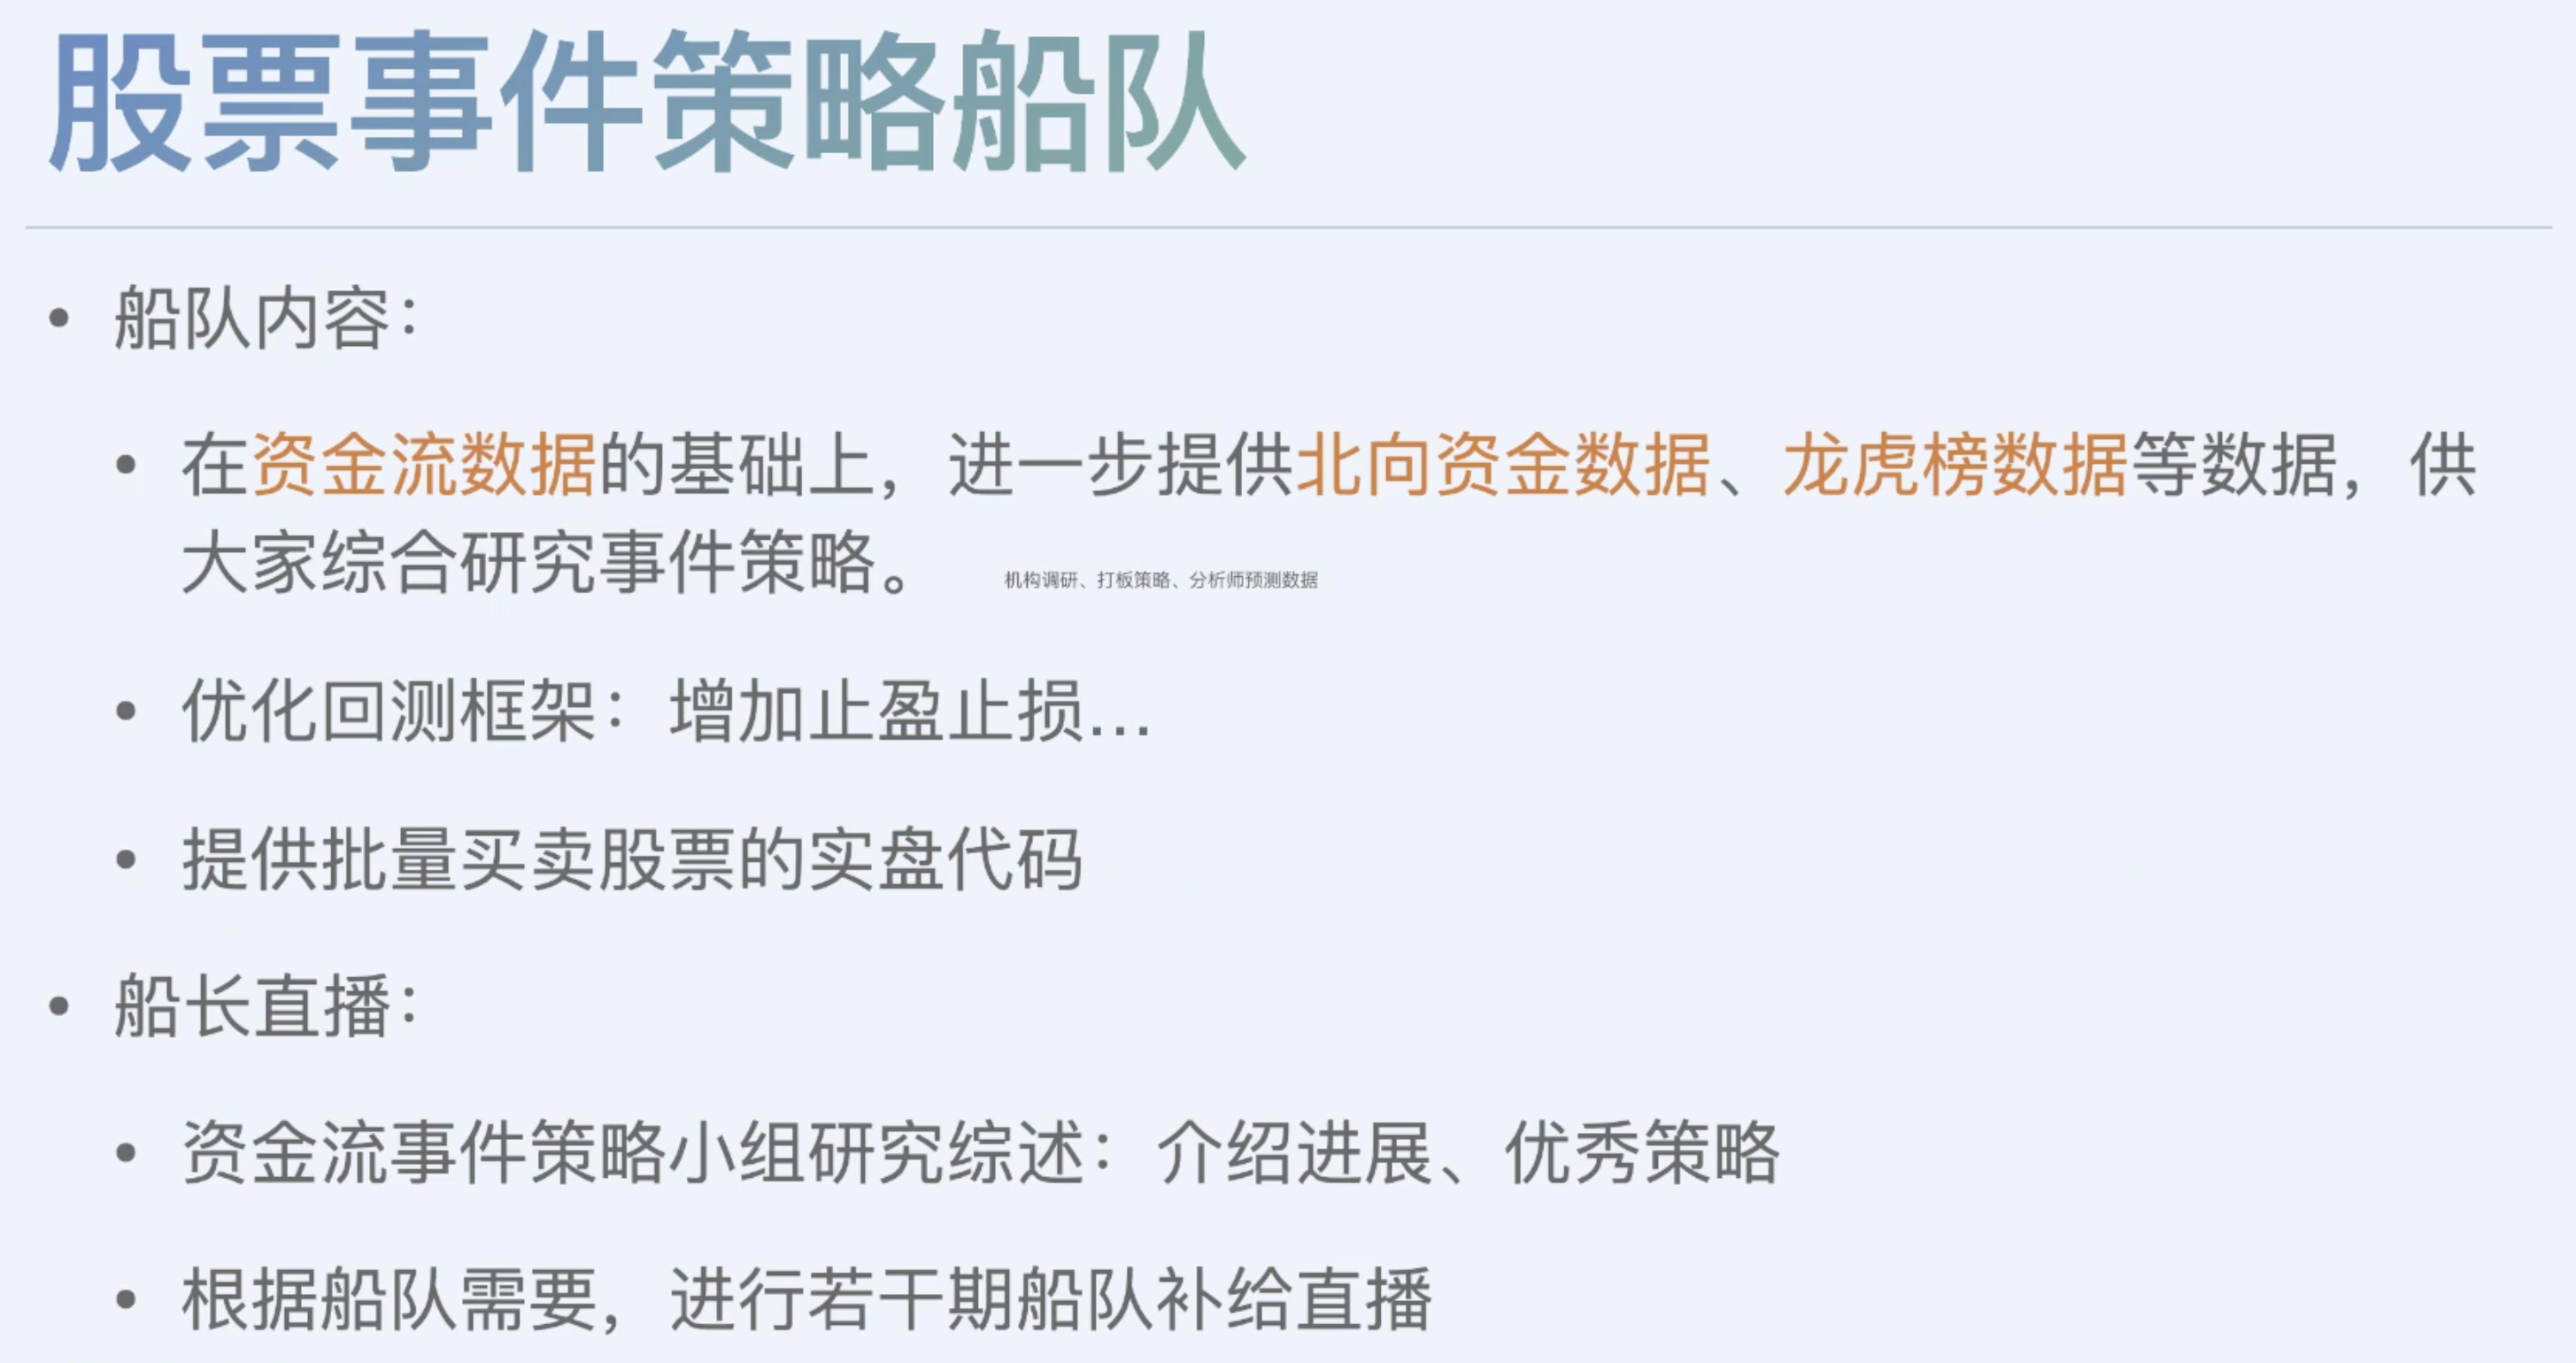 股票事件策略船队
• 船队内容：
• 在资金流数据的基础上，进一步提供北向资金数据、龙虎榜数据等数据，供
大家综合研究事件策略。 机构调研、打板策略、分析师预测数据
• 优化回测框架：增加止盈止损...
• 提供批量买卖股票的实盘代码
• 船长直播：
• 资金流事件策略小组研究综述：介绍进展、优秀策略
• 根据船队需要，进行若干期船队补给直播